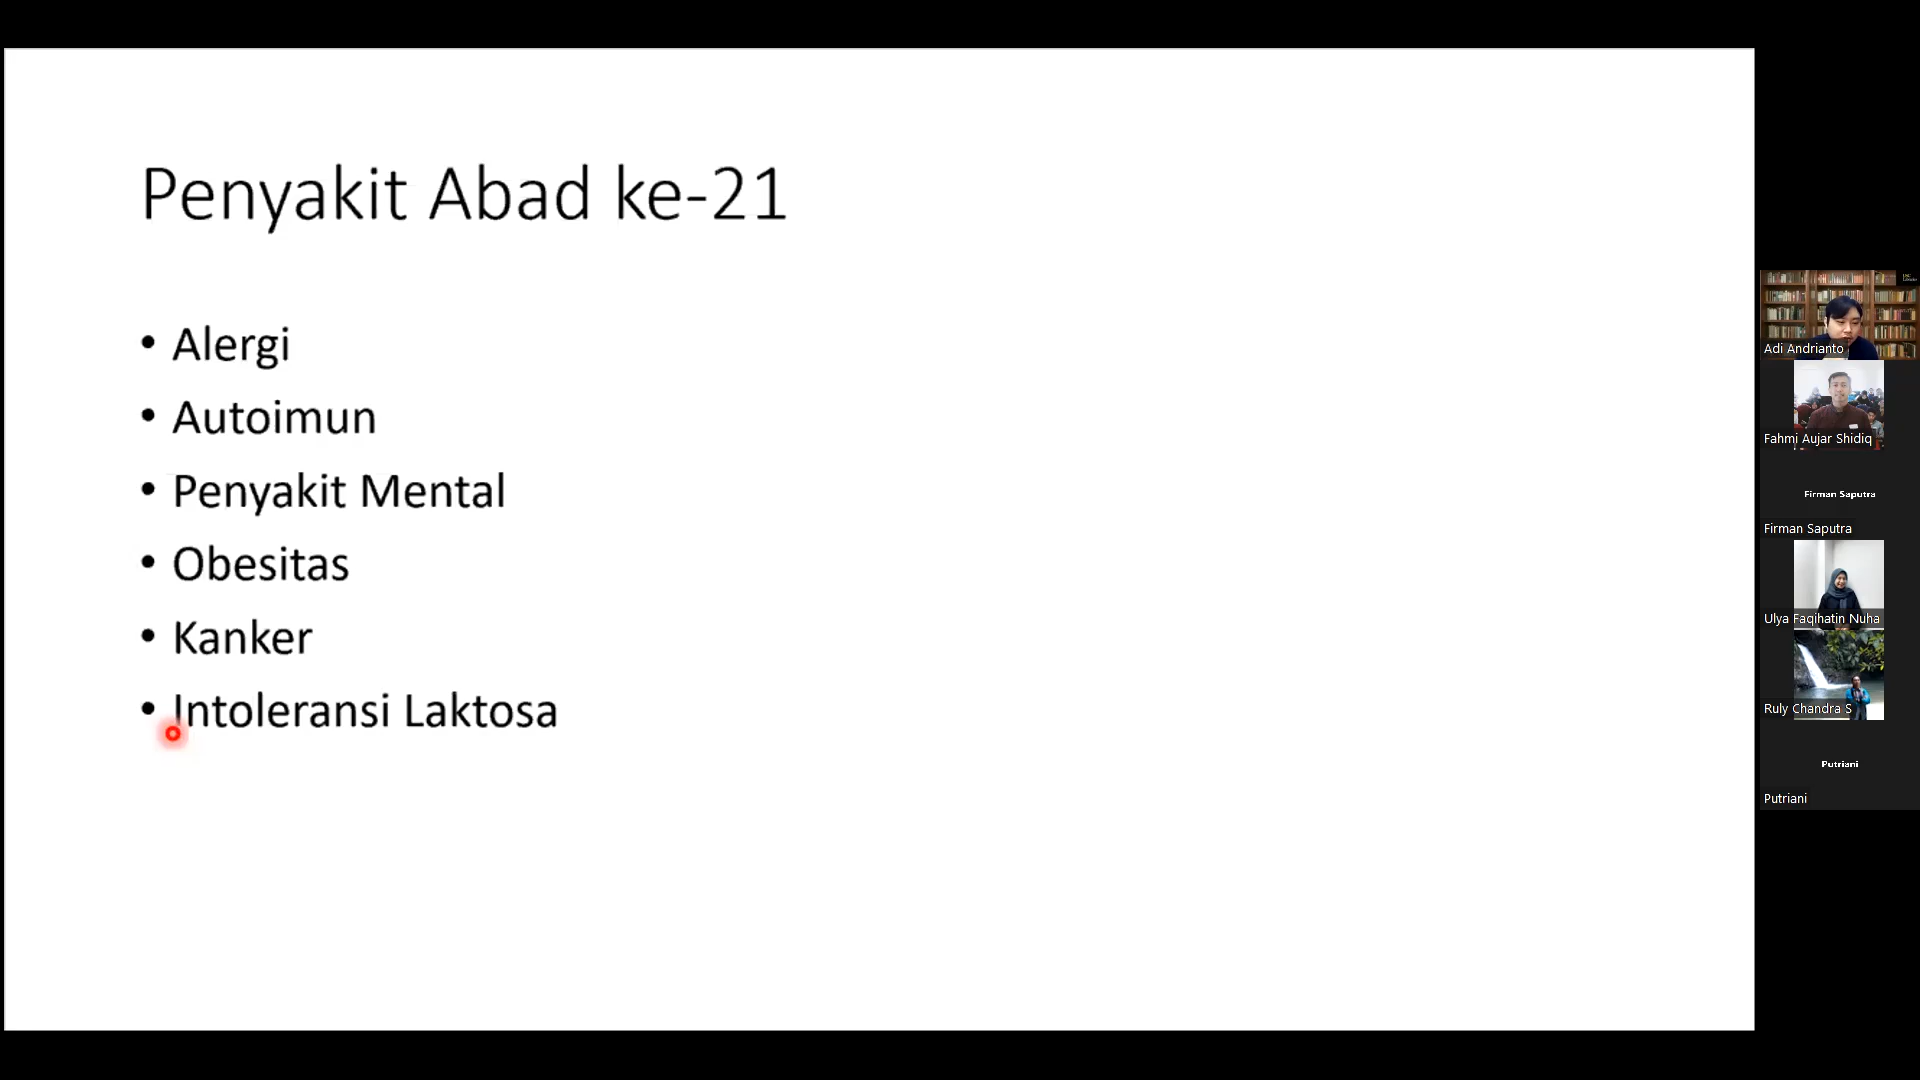 Penyakit Abad ke-21
• Alergi
• Autoimun
• Penyakit Mental
• Obesitas
• Kanker
• Intoleransi Laktosa
Adi Andrianto
Fahmi Aujar Shidiq
Firman Saputra
Firman Saputra
Ulya Faqihatin Nuha
Ruly Chandra S
Putriani
Putriani